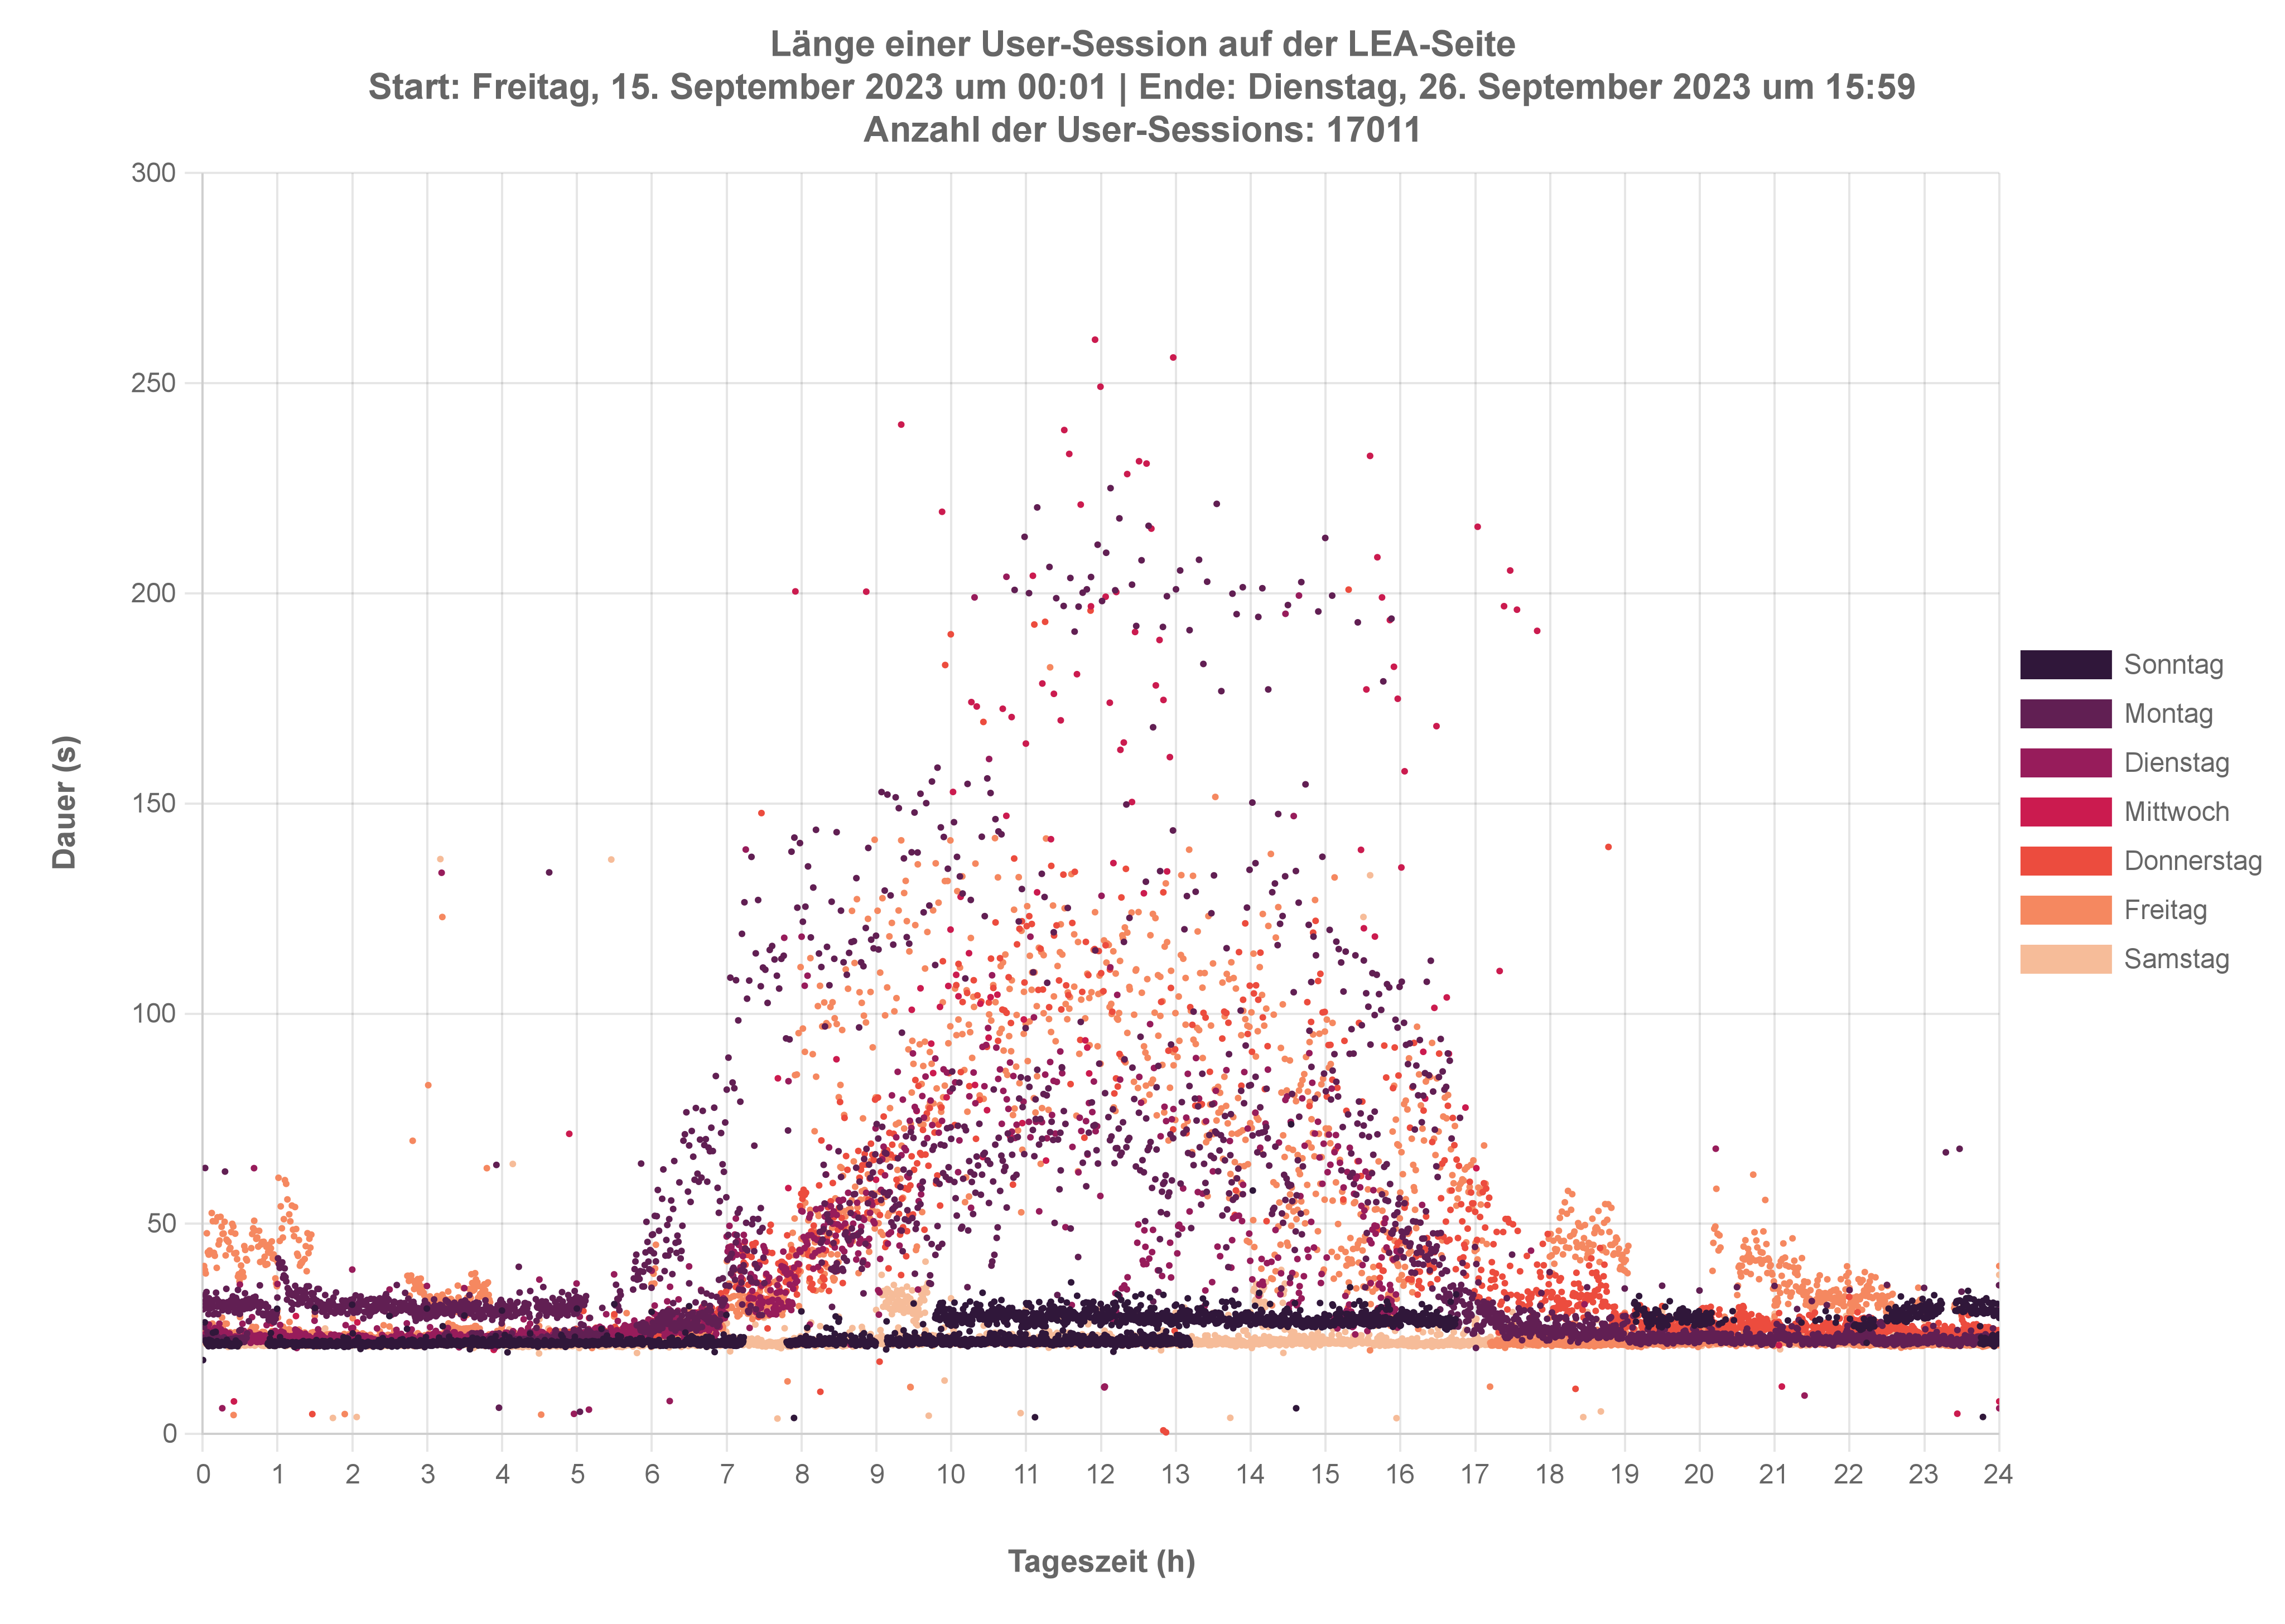 Länge einer User-Session auf der LEA-Seite
Start: Freitag, 15. September 2023 um 00:01 | Ende: Dienstag, 26. September 2023 um 15:59
Anzahl der User-Sessions: 17011
300
250
200
150
100
50
0
Dauer (s)
0 1 2 3 4 5 6 7 8 9 10 11 12 13 14 15 16 17 18 19 20 21 22 23 24
Tageszeit (h)
Sonntag
Montag
Dienstag
Mittwoch
Donnerstag
Freitag
Samstag